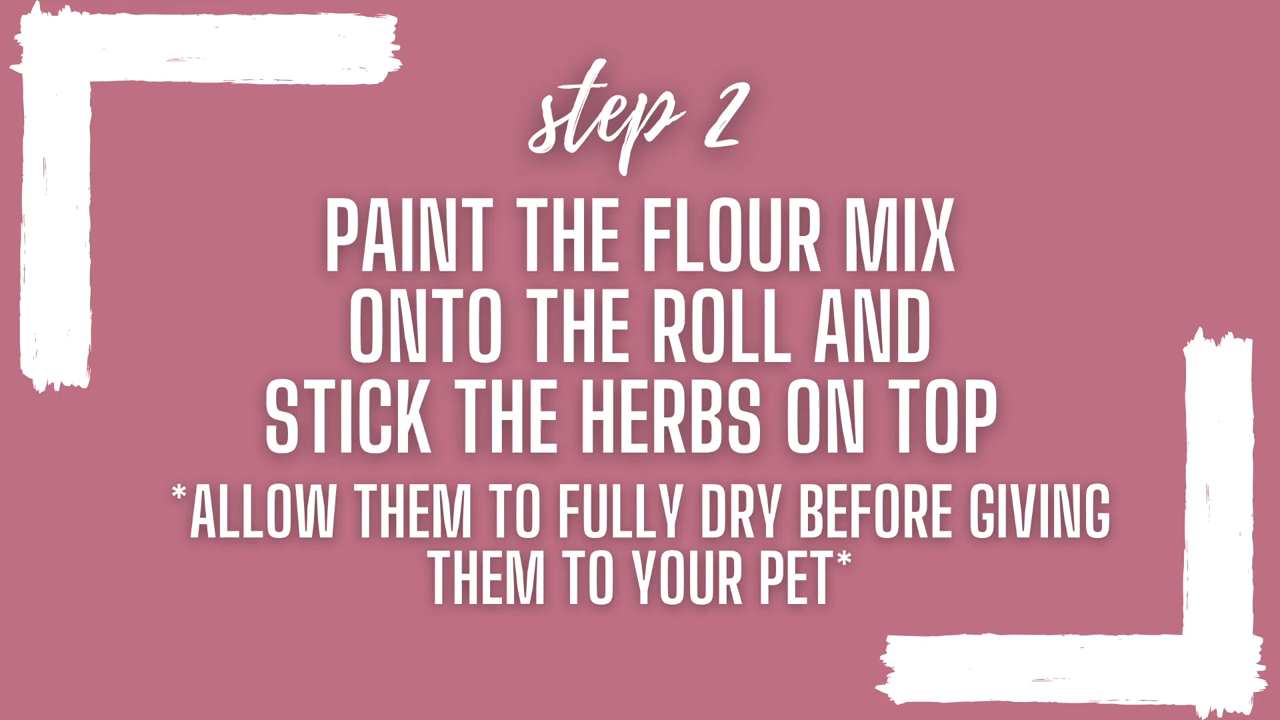 step 2
PAINT THE FLOUR MIX
ONTO THE ROLL AND
STICK THE HERBS ON TOP
*ALLOW THEM TO FULLY DRY BEFORE GIVING
THEM TO YOUR PET*